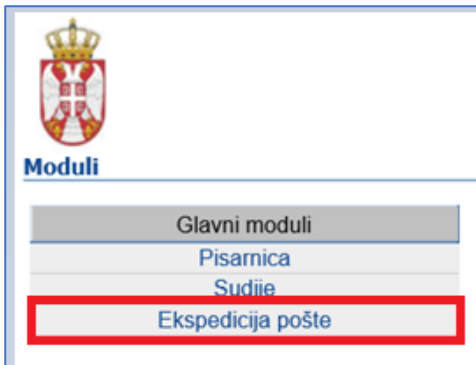 Moduli
Glavni moduli
Pisarnica
Sudije
Ekspedicija pošte